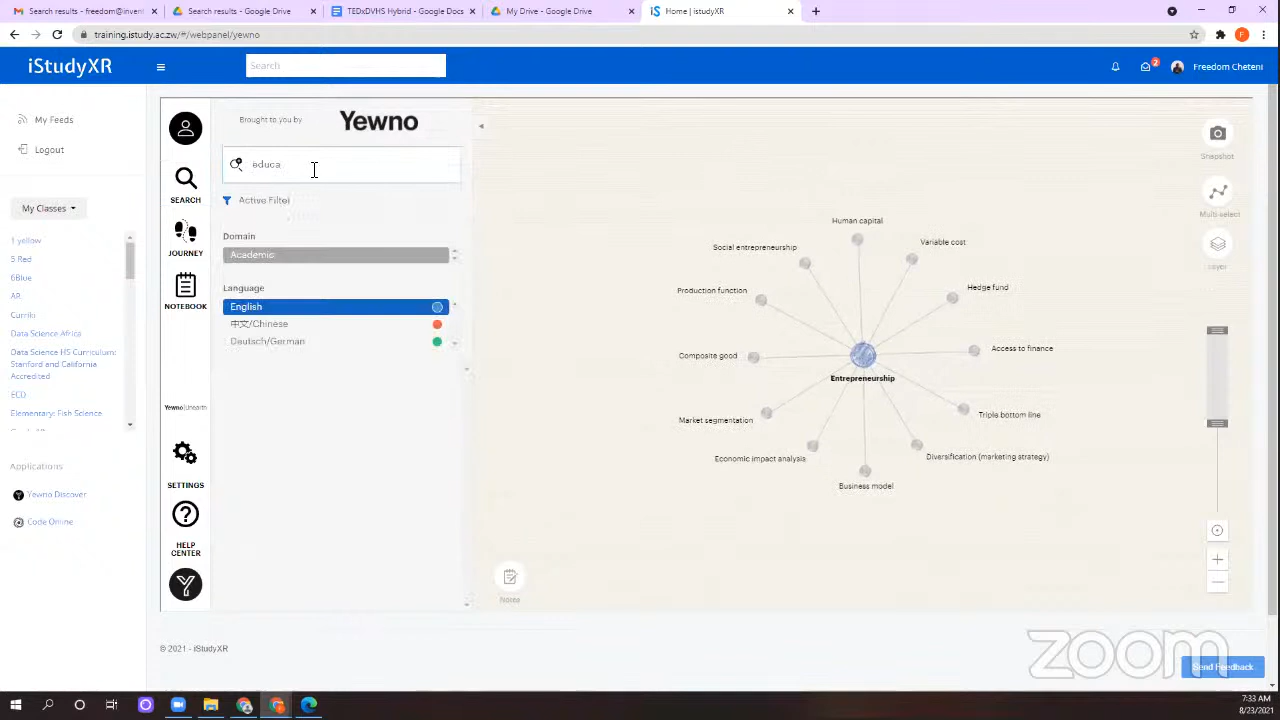 Search results - freedom@inven
Search results - Google Drive
TEDxDVHS Hybrid - Google Docs
My Drive - Google Drive
Home | istudyXR
training.istudy.ac.zw/#/webpanel/yewno
iStudyXR
Search
2
Freedom Cheteni
My Feeds
Logout
My Classes
1 yellow
5 Red
6Blue
AR
Curriki
Data Science Africa
Data Science HS Curriculum:
Stanford and California
Accredited
ECD
Elementary: Fish Science
Applications
Yewno Discover
Code Online
SEARCH
JOURNEY
NOTEBOOK
Yewno|Unearth
SETTINGS
HELP
CENTER
Brought to you by
Yewno
educa
Active Filter
Domain
Academic
Language
English
中文/Chinese
Deutsch/German
Human capital
Social entrepreneurship
Variable cost
Production function
Hedge fund
Composite good
Access to finance
Entrepreneurship
Market segmentation
Triple bottom line
Economic impact analysis
Diversification (marketing strategy)
Business model
Snapshot
Multi-select
Layer
Notes
© 2021 - iStudyXR
zoom
Send Feedback
7:33 AM
8/23/2021